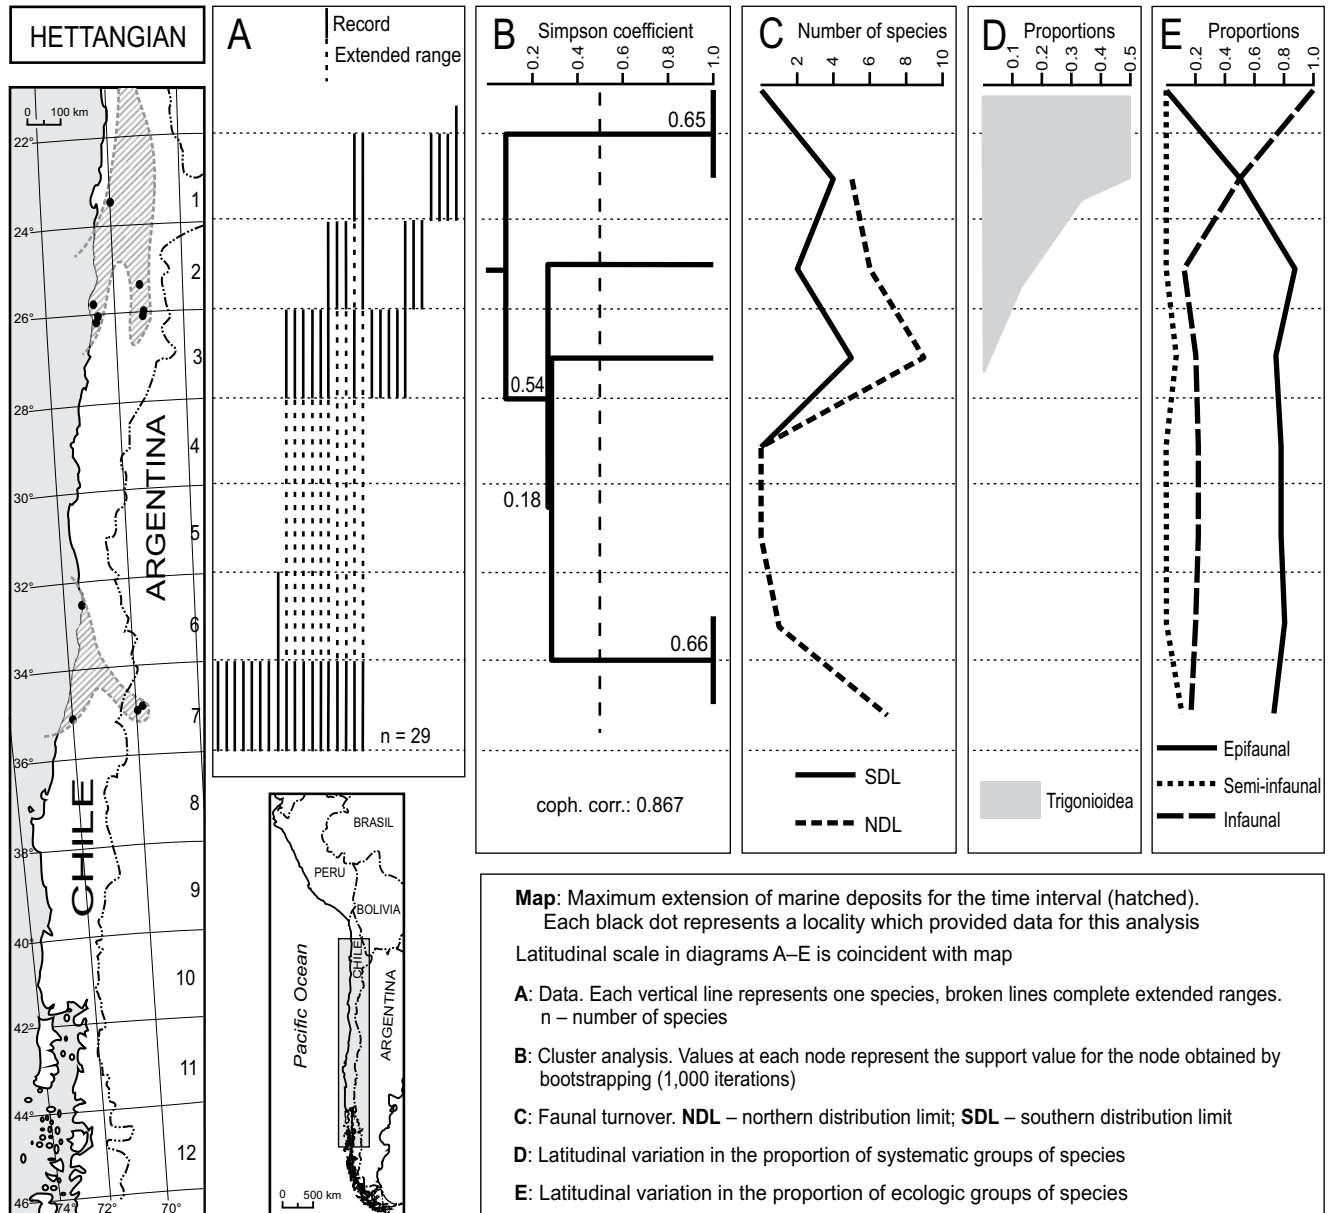 HETTANGIAN
0 100 km
22°
24°
26°
28°
30°
32°
34°
36°
38°
40°
42°
44°
46°
74° 72° 70°
1
2
3
4
5
6
7
8
9
10
11
12
ARGENTINA
CHILE
A
Record
Extended range
n = 29
B
Simpson coefficient
0.2 0.4 0.6 0.8 1.0
0.65
0.54
0.18
0.66
coph. corr.: 0.867
C
Number of species
2 4 6 8 10
SDL
NDL
D
Proportions
0.1 0.2 0.3 0.4 0.5
Trigonioidea
E
Proportions
0.2 0.4 0.6 0.8 1.0
Epifaunal
Semi-infaunal
Infaunal
BRASIL
PERU
BOLIVIA
CHILE
ARGENTINA
Pacific Ocean
0 500 km
Map: Maximum extension of marine deposits for the time interval (hatched).
Each black dot represents a locality which provided data for this analysis
Latitudinal scale in diagrams A–E is coincident with map
A: Data. Each vertical line represents one species, broken lines complete extended ranges.
n – number of species
B: Cluster analysis. Values at each node represent the support value for the node obtained by
bootstrapping (1,000 iterations)
C: Faunal turnover. NDL – northern distribution limit; SDL – southern distribution limit
D: Latitudinal variation in the proportion of systematic groups of species
E: Latitudinal variation in the proportion of ecologic groups of species